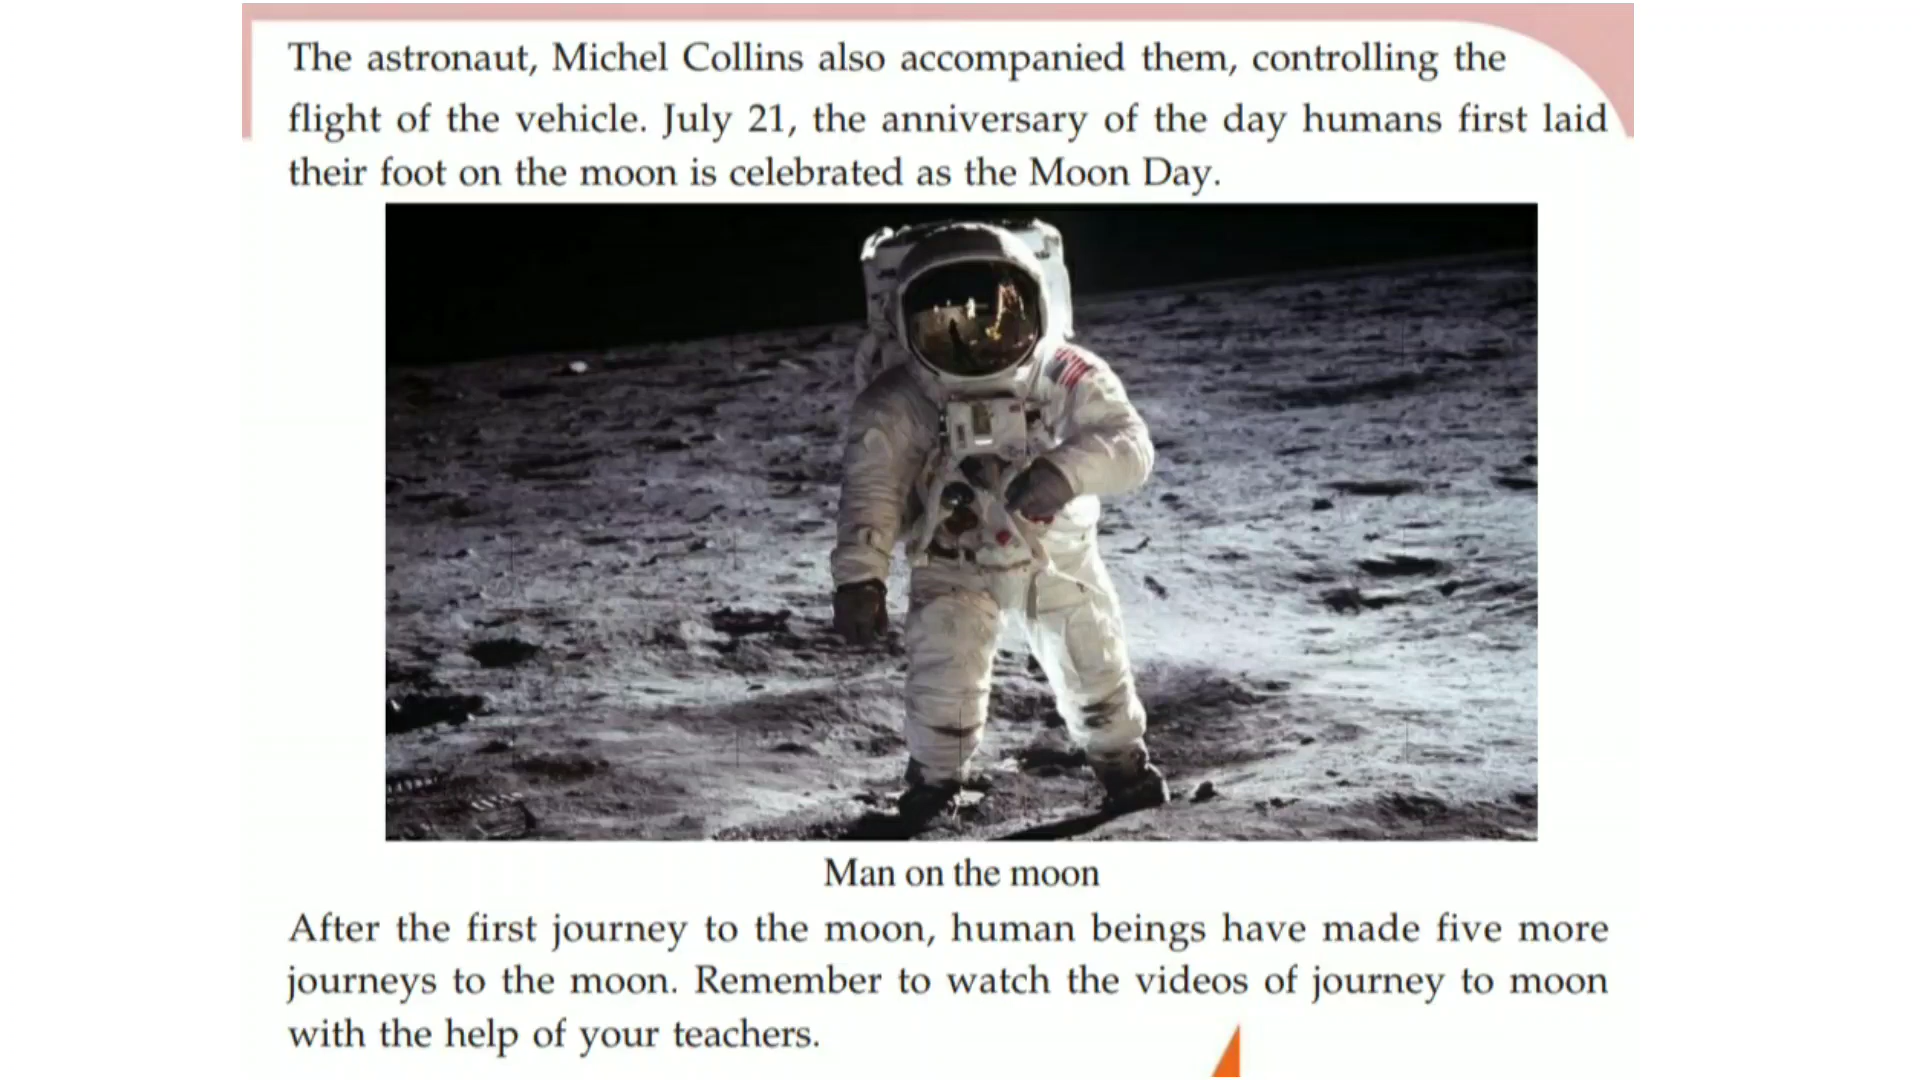 The astronaut, Michel Collins also accompanied them, controlling the
flight of the vehicle. July 21, the anniversary of the day humans first laid
their foot on the moon is celebrated as the Moon Day.
Man on the moon
After the first journey to the moon, human beings have made five more
journeys to the moon. Remember to watch the videos of journey to moon
with the help of your teachers.